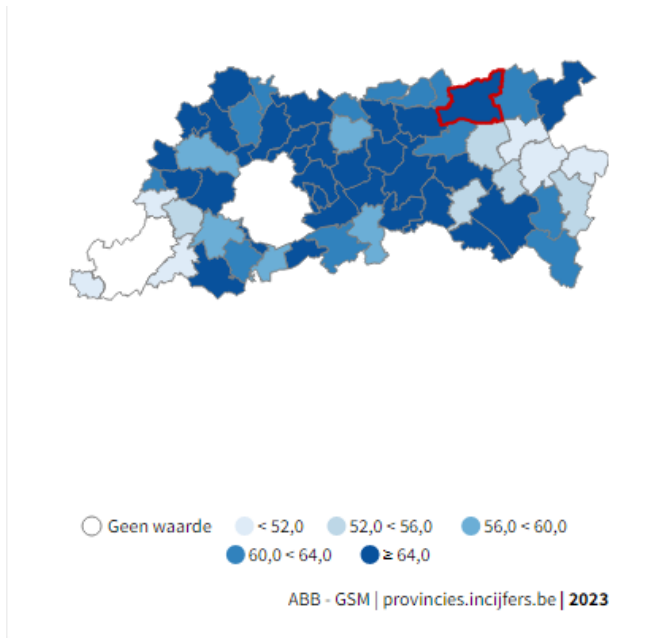 Geen waarde < 52,0 52,0 < 56,0 56,0 < 60,0
60,0 < 64,0 ≥ 64,0
ABB - GSM | provincies.incijfers.be | 2023